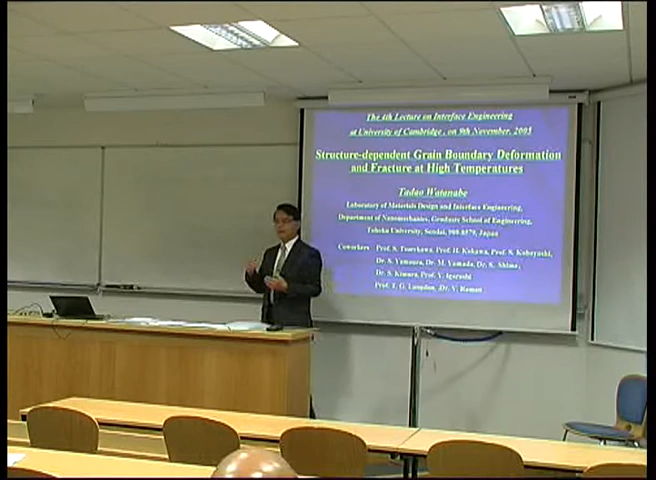 The 4th Lecture on Interface Engineering
at University of Cambridge, on 9th November, 2005
Structure-dependent Grain Boundary Deformation
and Fracture at High Temperatures
Tadao Watanabe
Laboratory of Materials Design and Interface Engineering,
Department of Nanomechanics, Graduate School of Engineering,
Tohoku University, Sendai, 980-8579, Japan
Coworkers Prof. S. Tsurekawa, Prof. H. Kokawa, Prof. S. Kobayashi,
Dr. S. Yamaura, Dr. M. Yamada, Dr. S. Shima,
Dr. S. Kimura, Prof. Y. Igarashi
Prof. T. G. Langdon, Dr. V.